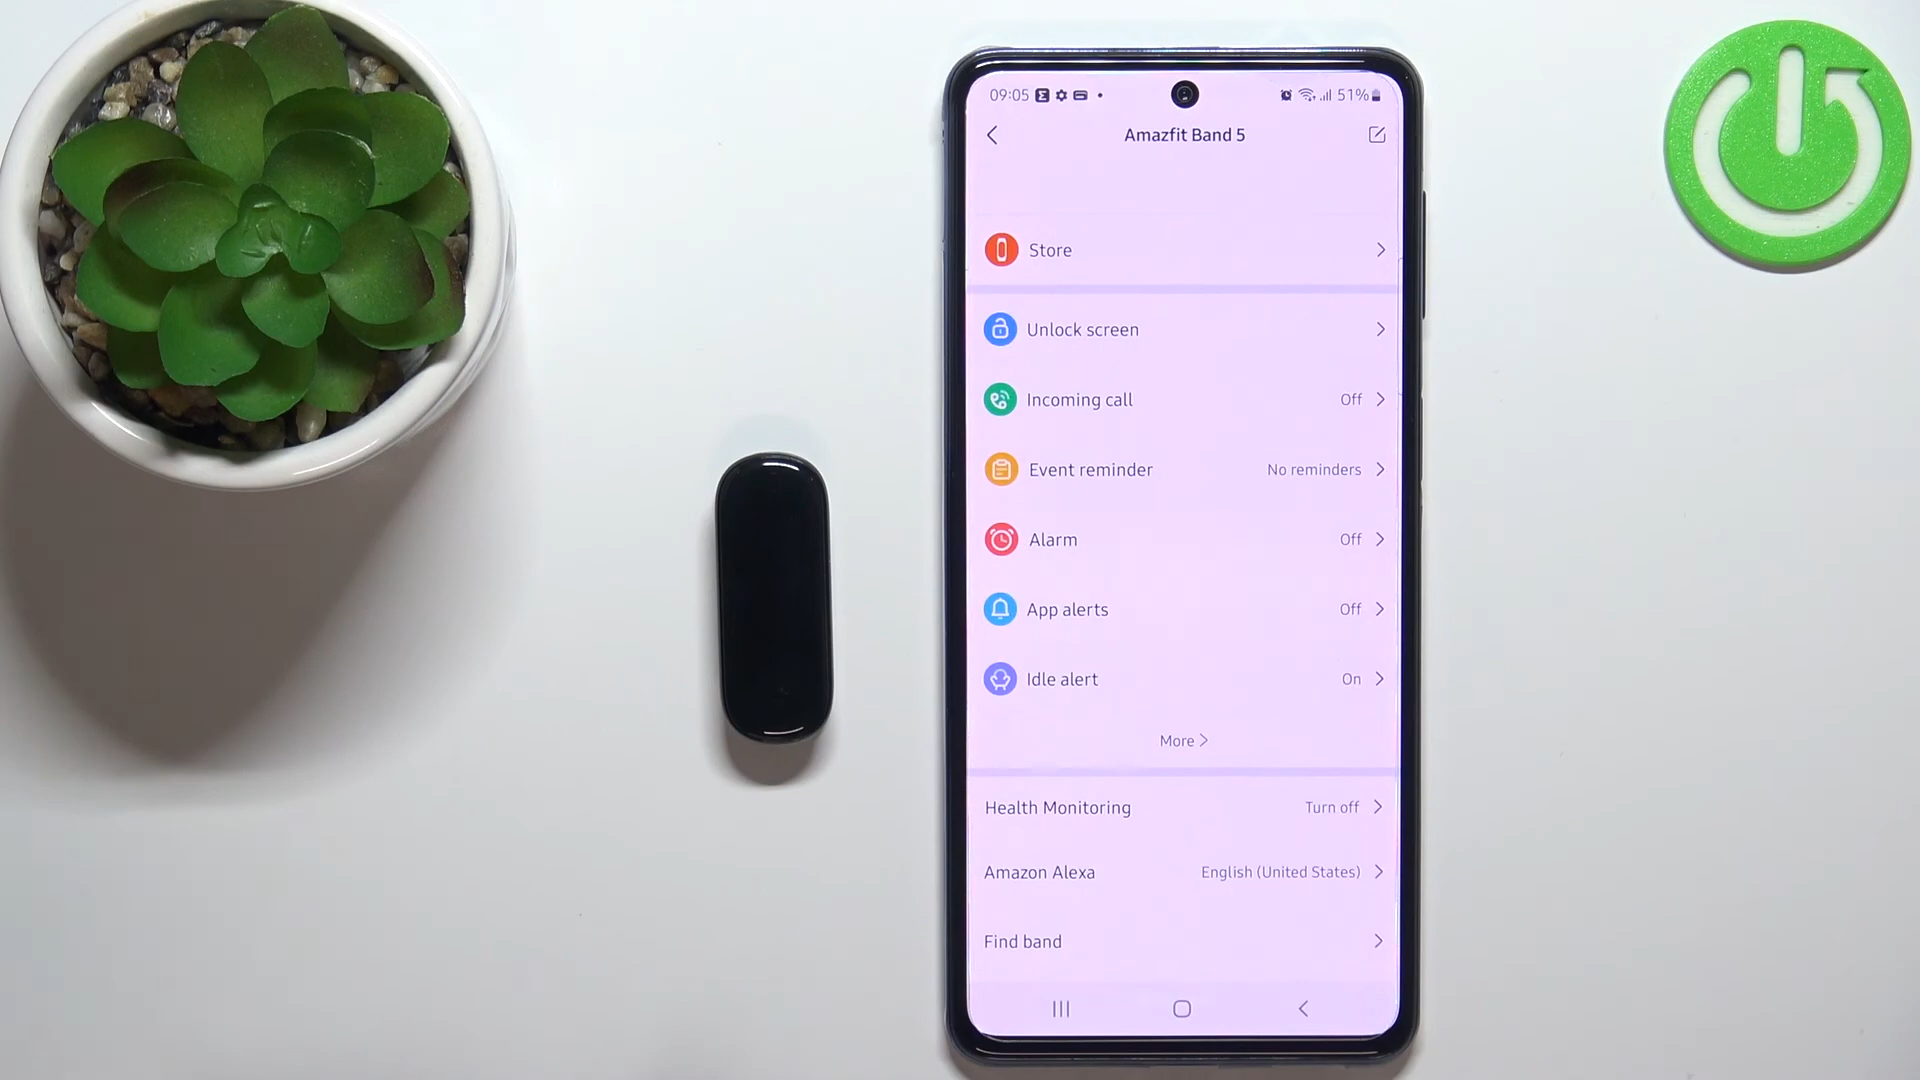 09:05 51%
Amazfit Band 5
Store
Unlock screen
Incoming call Off
Event reminder No reminders
Alarm Off
App alerts Off
Idle alert On
More
Health Monitoring Turn off
Amazon Alexa English (United States)
Find band